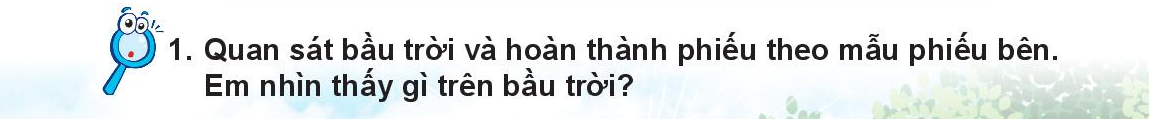 1. Quan sát bầu trời và hoàn thành phiếu theo mẫu phiếu bên.
Em nhìn thấy gì trên bầu trời?